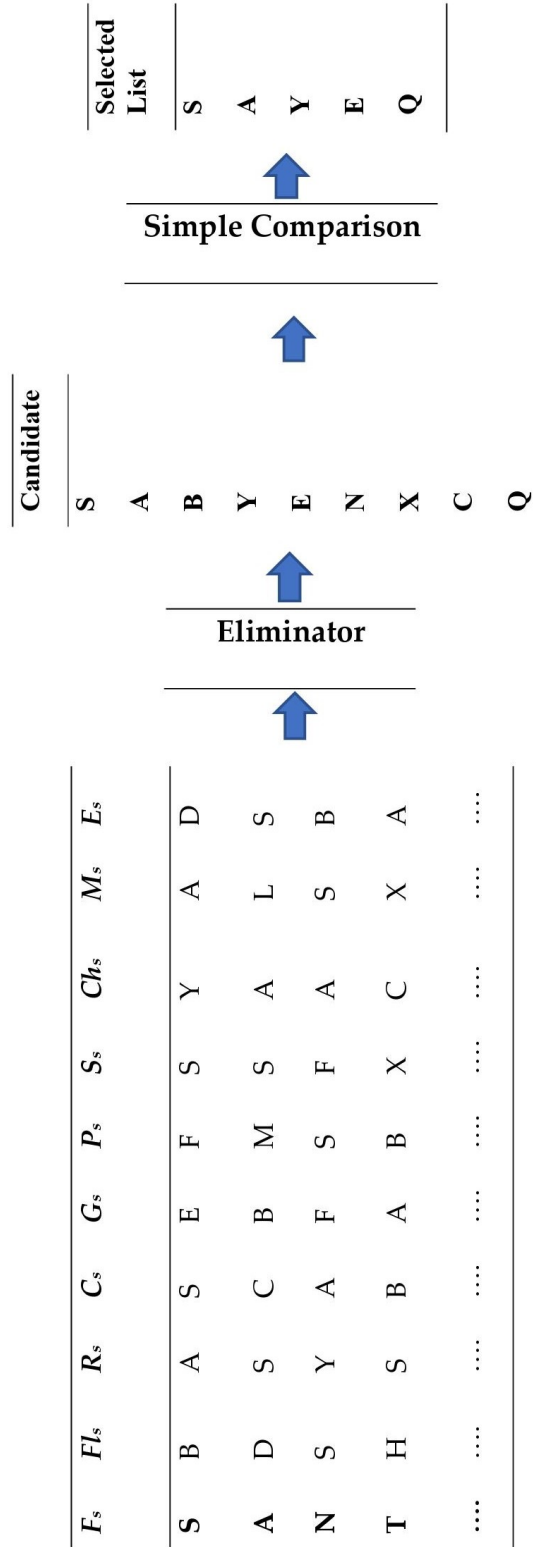 Fs Fls Rs Cs Gs Ps Ss Chs Ms Es
S B A S E F S Y A D
A D S C B M S A L S
N S Y A F S F A S B
T H S B A B X C X A
.... .... .... .... .... .... .... .... .... ....
Eliminator
Candidate
S
A
B
Y
E
N
X
C
Q
Simple Comparison
Selected
List
S
A
Y
E
Q